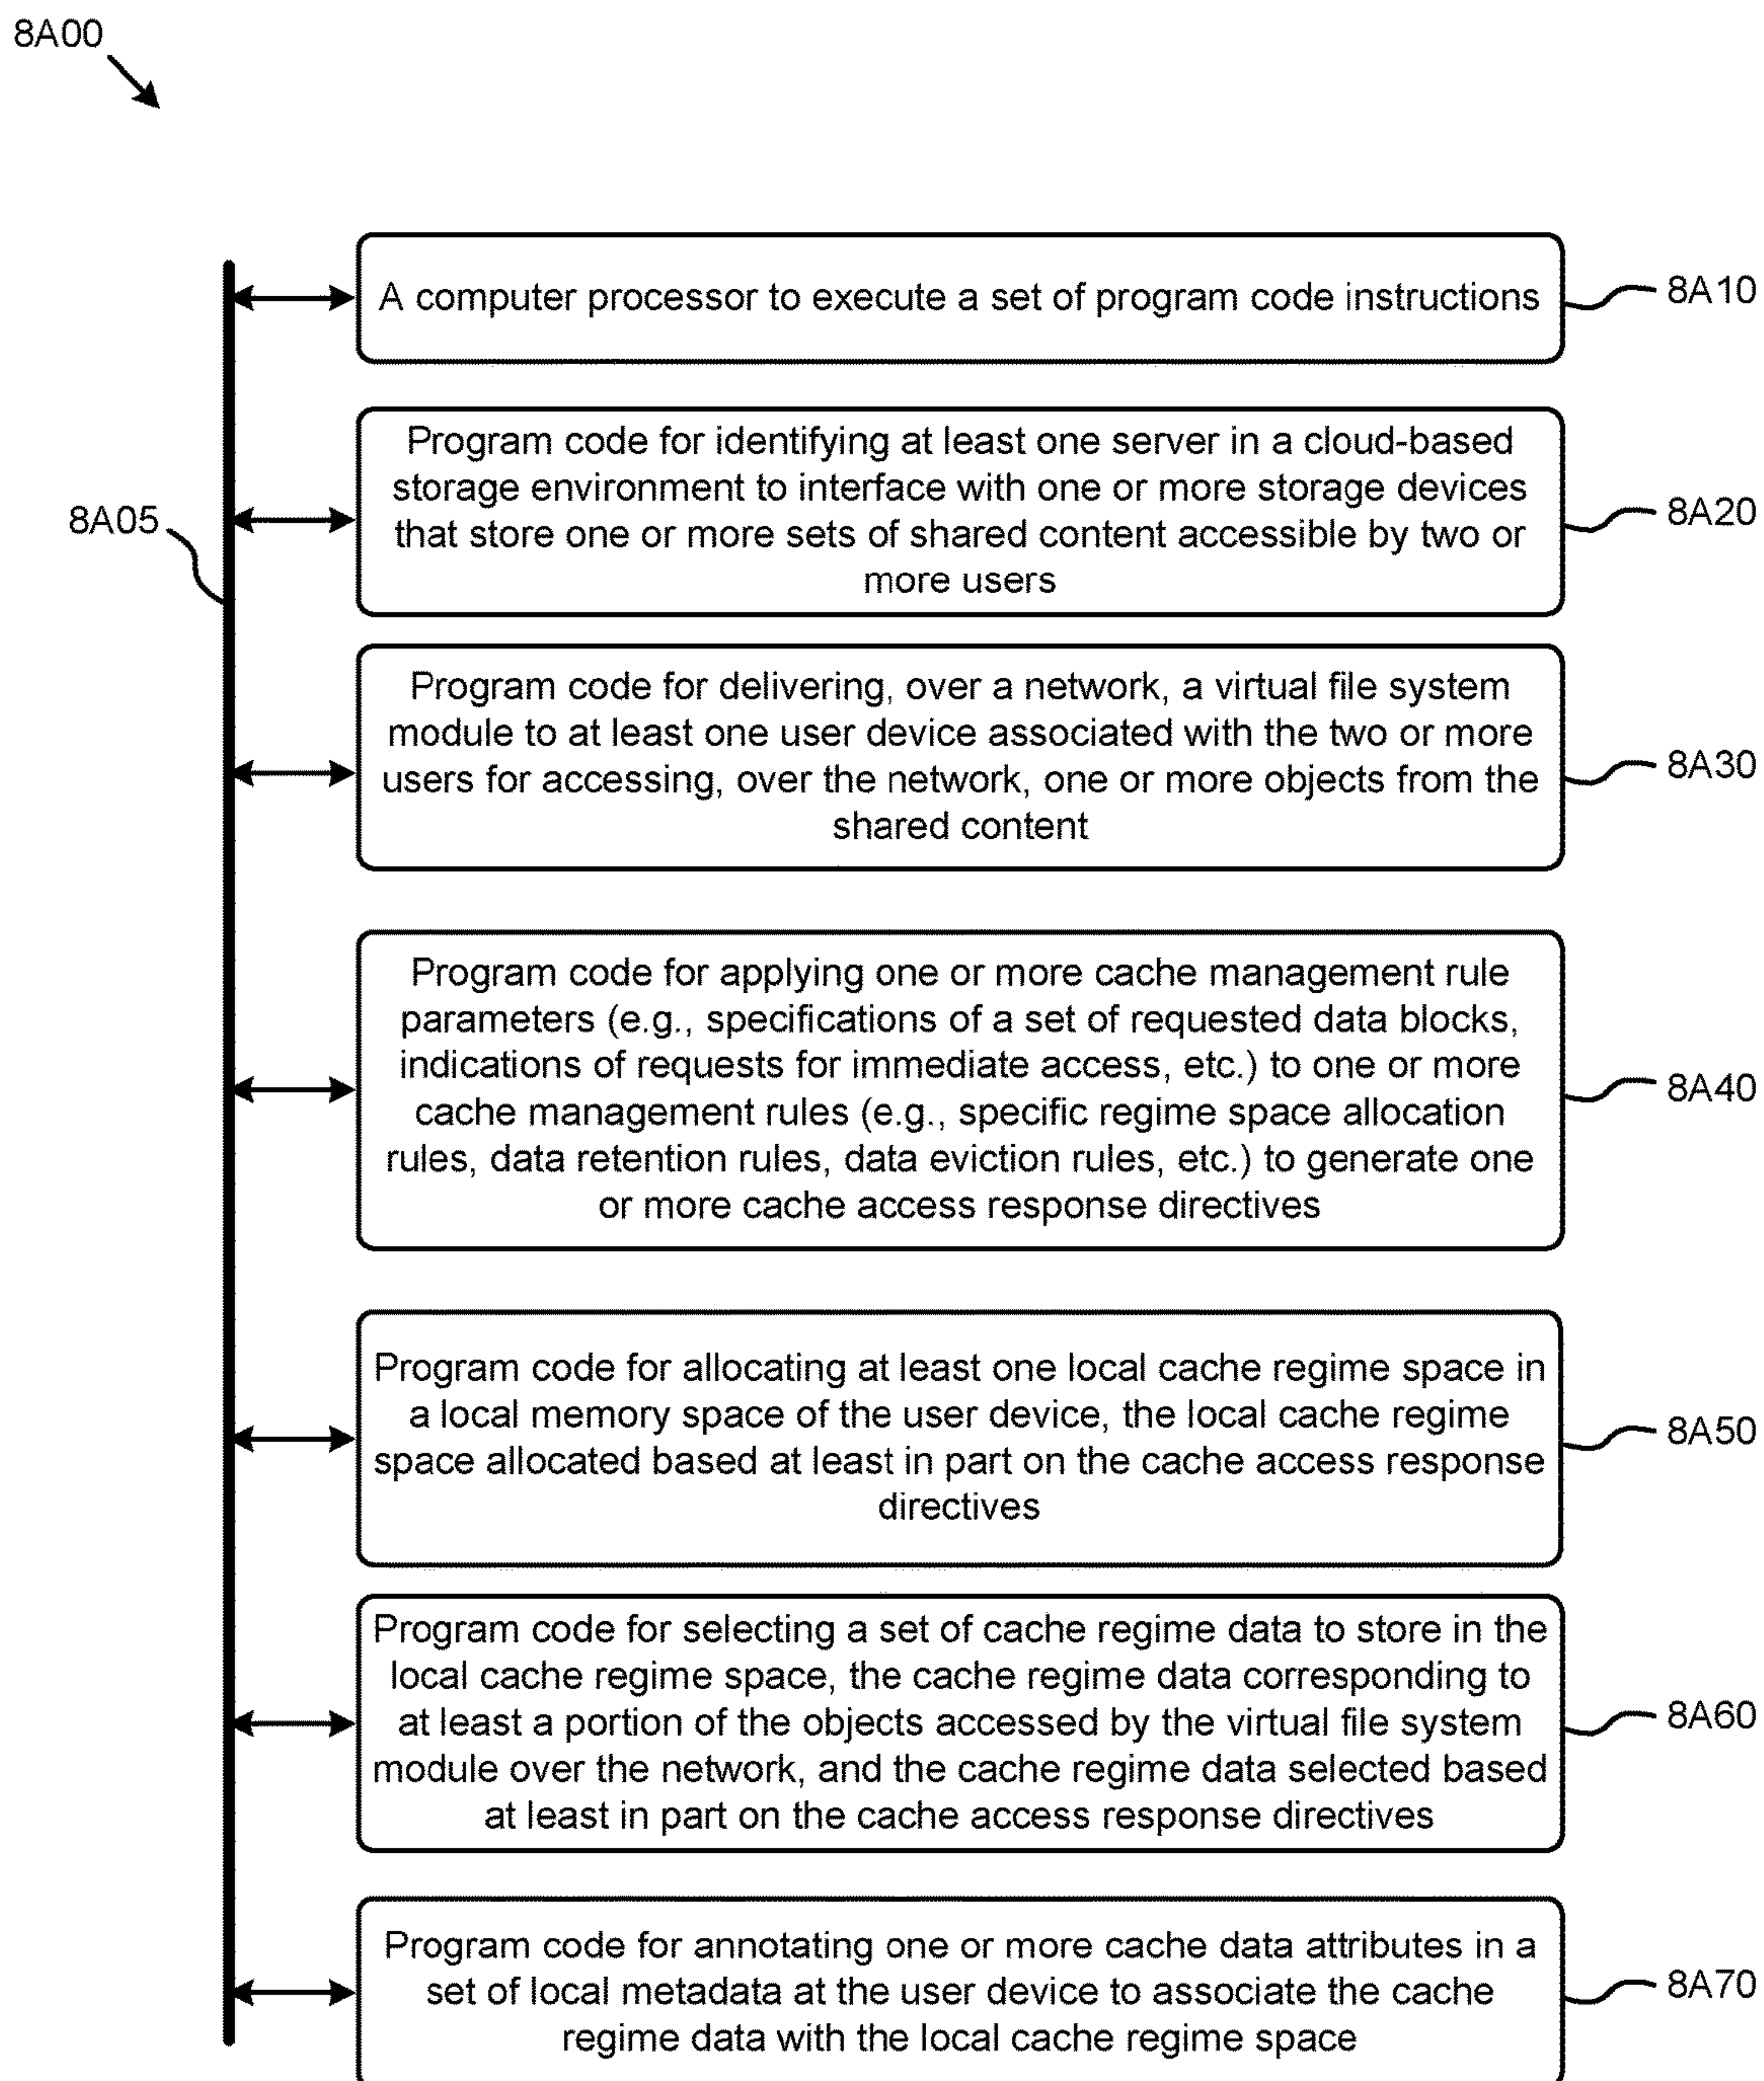 8A00
A computer processor to execute a set of program code instructions
8A10
Program code for identifying at least one server in a cloud-based
storage environment to interface with one or more storage devices
that store one or more sets of shared content accessible by two or
more users
8A20
8A05
Program code for delivering, over a network, a virtual file system
module to at least one user device associated with the two or more
users for accessing, over the network, one or more objects from the
shared content
8A30
Program code for applying one or more cache management rule
parameters (e.g., specifications of a set of requested data blocks,
indications of requests for immediate access, etc.) to one or more
cache management rules (e.g., specific regime space allocation
rules, data retention rules, data eviction rules, etc.) to generate one
or more cache access response directives
8A40
Program code for allocating at least one local cache regime space in
a local memory space of the user device, the local cache regime
space allocated based at least in part on the cache access response
directives
8A50
Program code for selecting a set of cache regime data to store in the
local cache regime space, the cache regime data corresponding to
at least a portion of the objects accessed by the virtual file system
module over the network, and the cache regime data selected based
at least in part on the cache access response directives
8A60
Program code for annotating one or more cache data attributes in a
set of local metadata at the user device to associate the cache
regime data with the local cache regime space
8A70